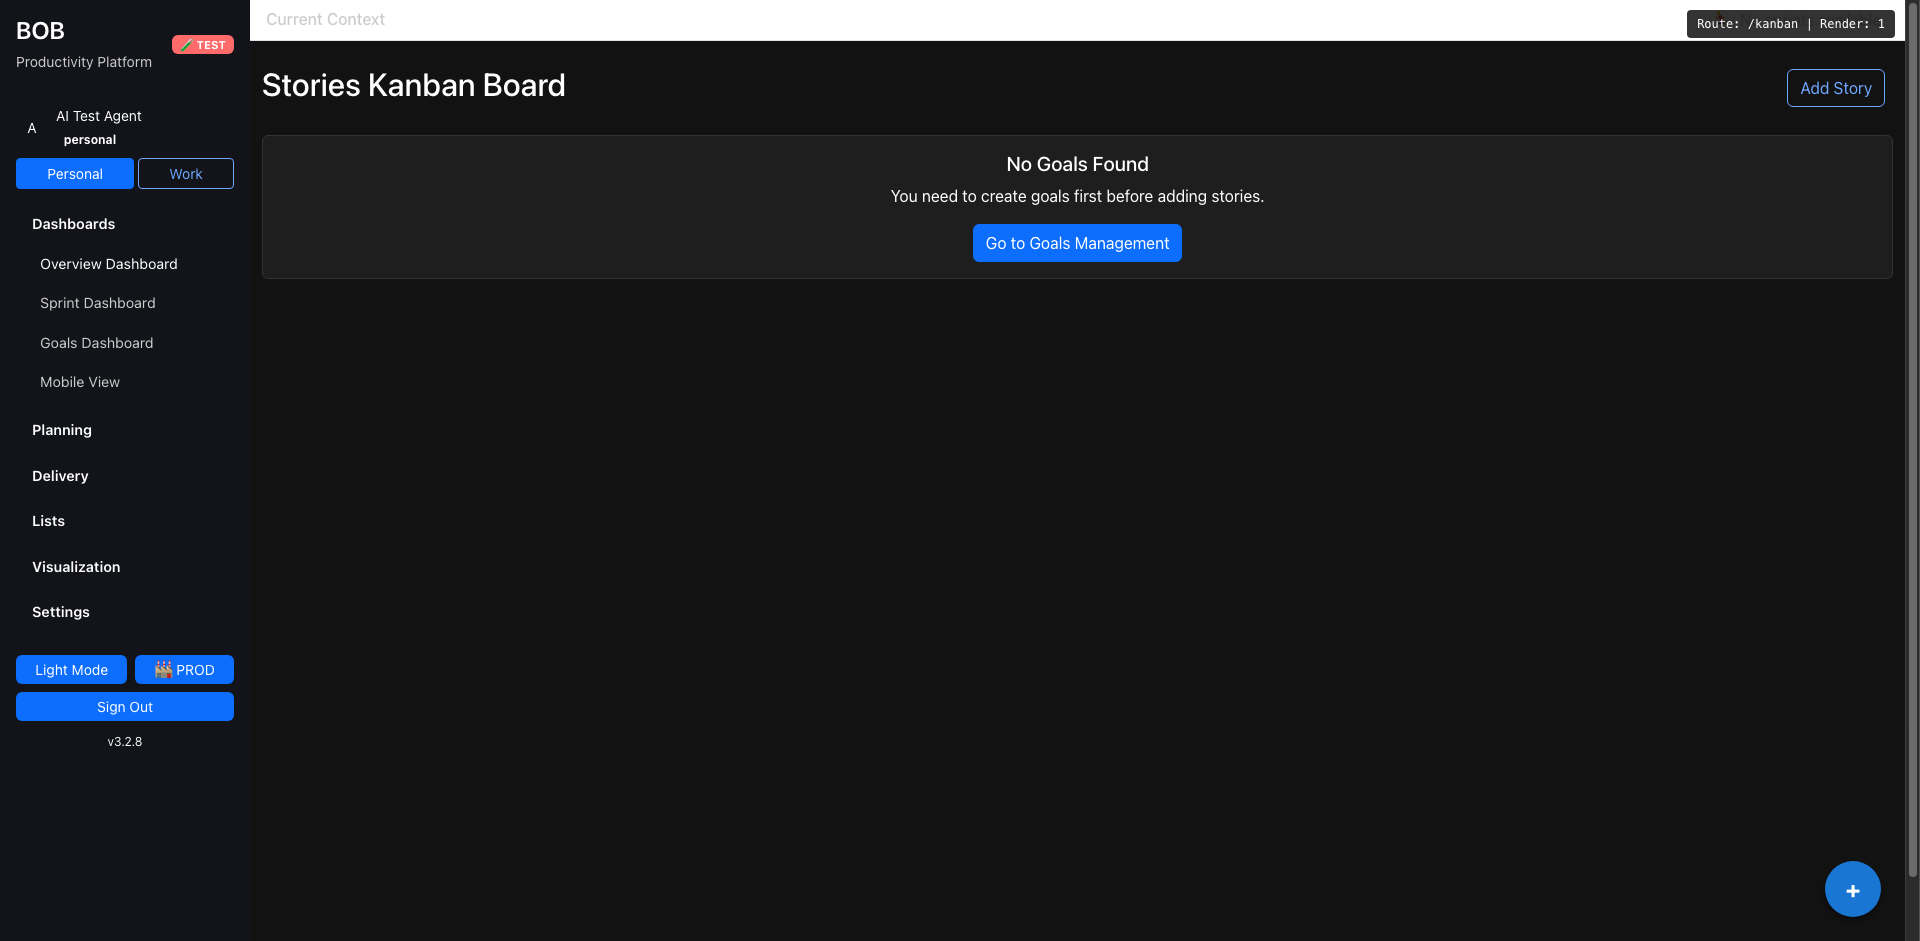 BOB
TEST
Productivity Platform
A
AI Test Agent
personal
Personal
Work
Dashboards
Overview Dashboard
Sprint Dashboard
Goals Dashboard
Mobile View
Planning
Delivery
Lists
Visualization
Settings
Light Mode
PROD
Sign Out
v3.2.8
Current Context
Route: /kanban | Render: 1
Stories Kanban Board
Add Story
No Goals Found
You need to create goals first before adding stories.
Go to Goals Management
+